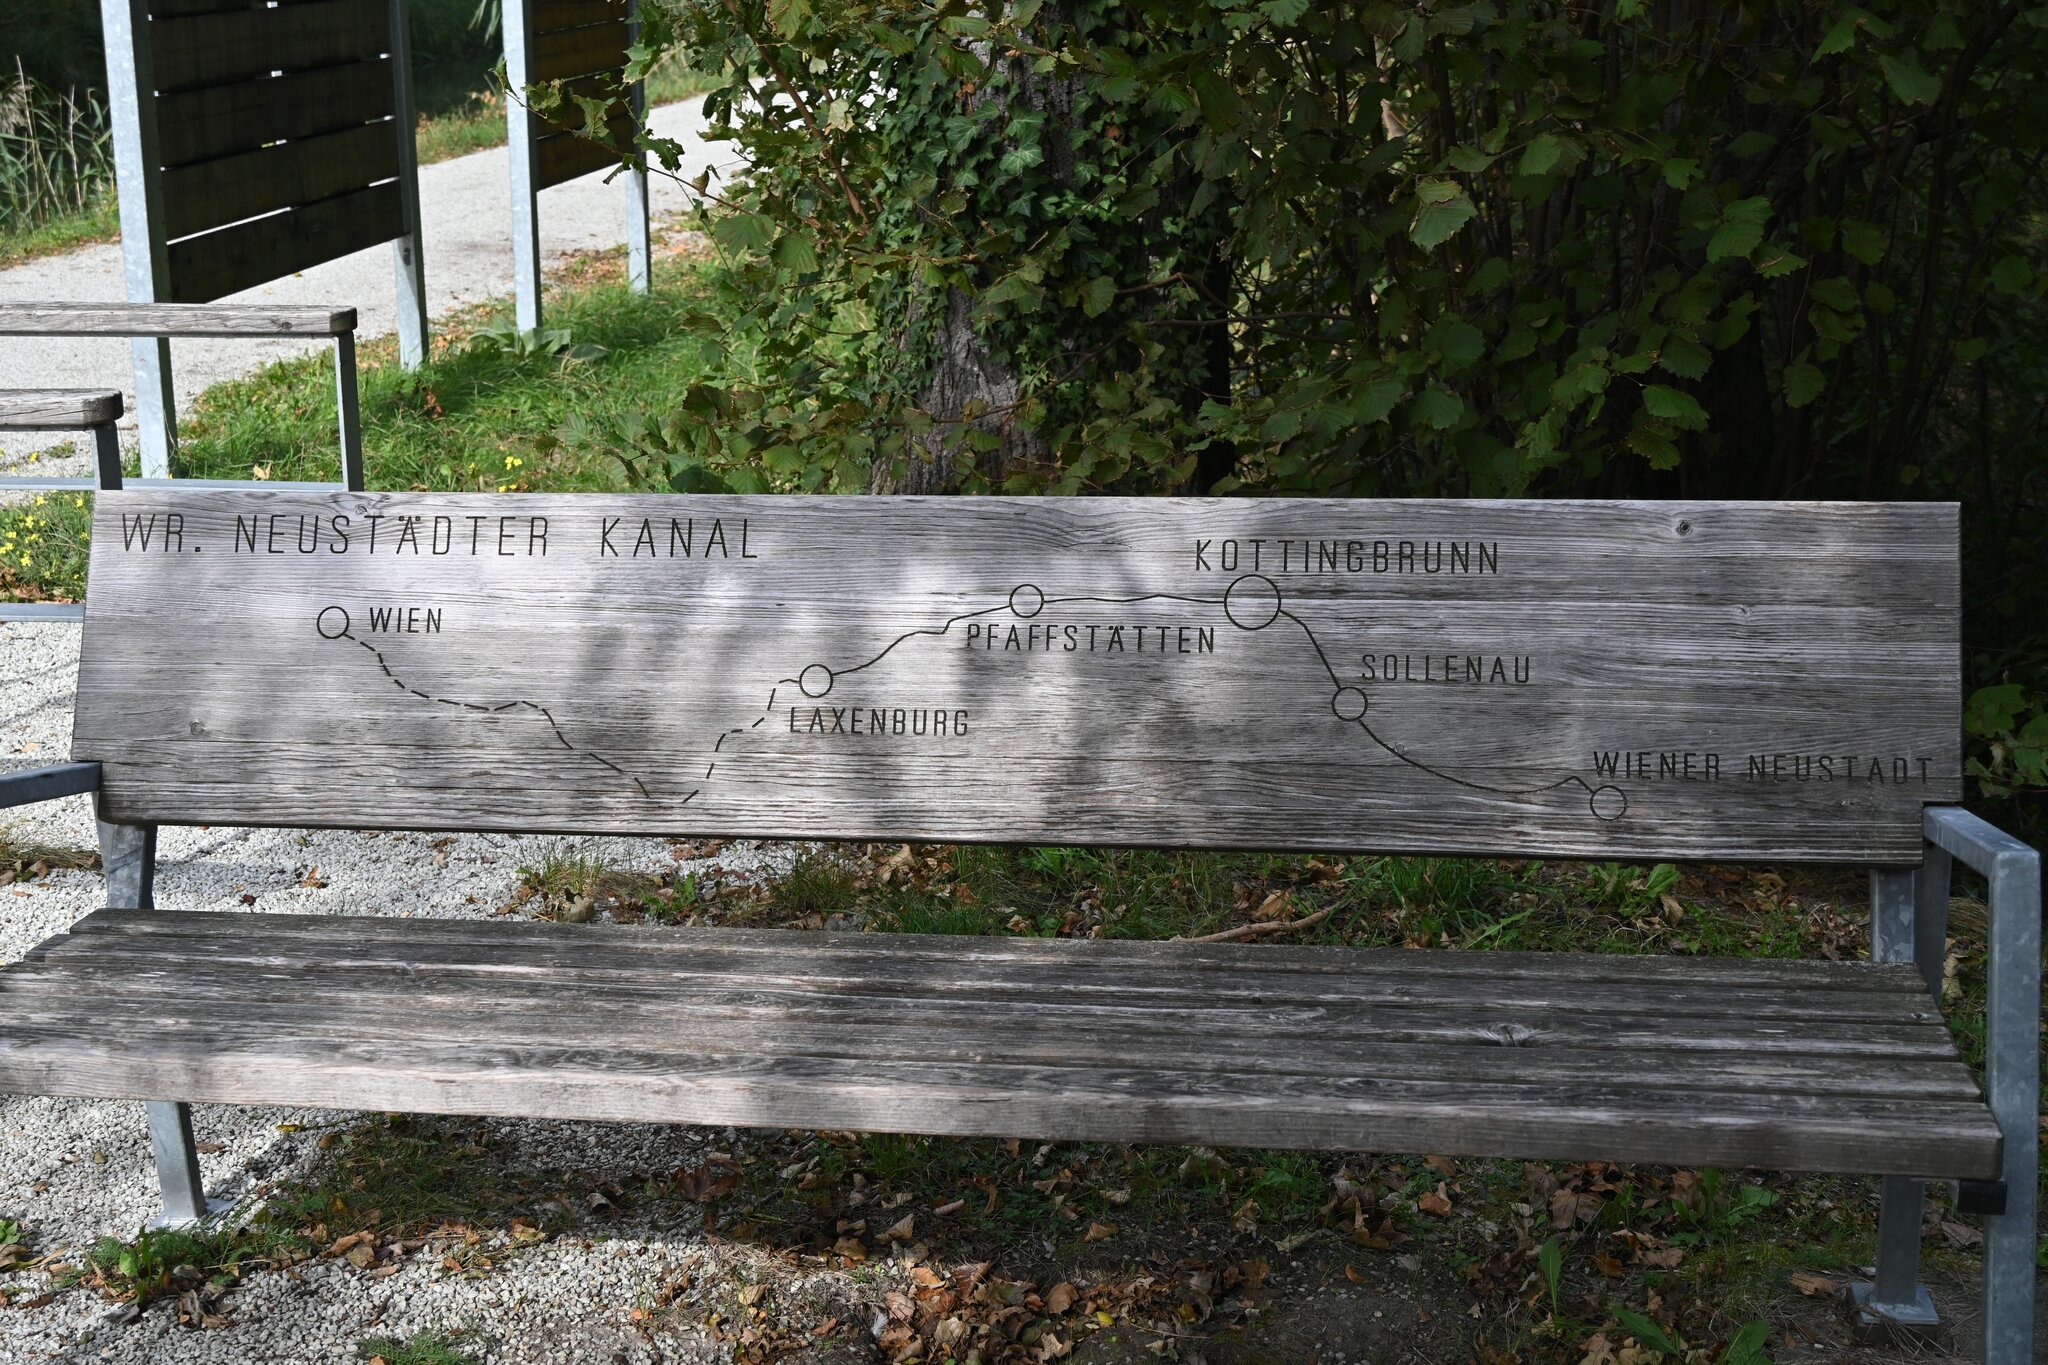 WR. NEUSTÄDTER KANAL
WIEN
LAXENBURG
PFAFFSTÄTTEN
KOTTINGBRUNN
SOLLENAU
WIENER NEUSTADT